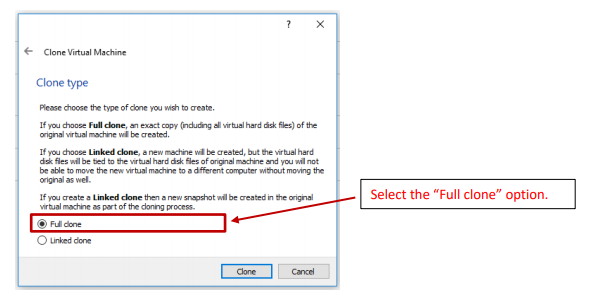 ?
Clone Virtual Machine
Clone type
Please choose the type of clone you wish to create.
If you choose Full clone, an exact copy (including all virtual hard disk files) of the
original virtual machine will be created.
If you choose Linked clone, a new machine will be created, but the virtual hard
disk files will be tied to the virtual hard disk files of original machine and you will not
be able to move the new virtual machine to a different computer without moving the
original as well.
If you create a Linked clone then a new snapshot will be created in the original
virtual machine as part of the cloning process.
Select the “Full clone” option.
Full clone
Linked clone
Clone Cancel